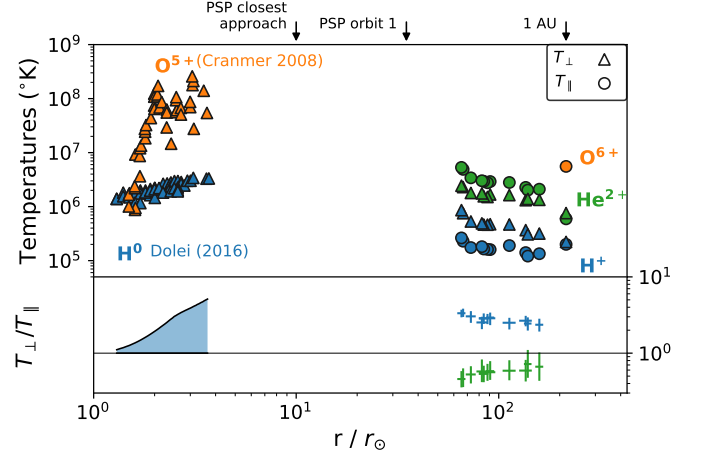 PSP closest
approach
PSP orbit 1
1 AU
10⁹
10⁸
10⁷
10⁶
10⁵
Temperatures (°K)
O⁵⁺ (Cranmer 2008)
T⊥
T∥
O⁶⁺
He²⁺
H⁺
H⁰ Dolei (2016)
T⊥/T∥
10¹
10⁰
10⁰
10¹
10²
r / r⊙